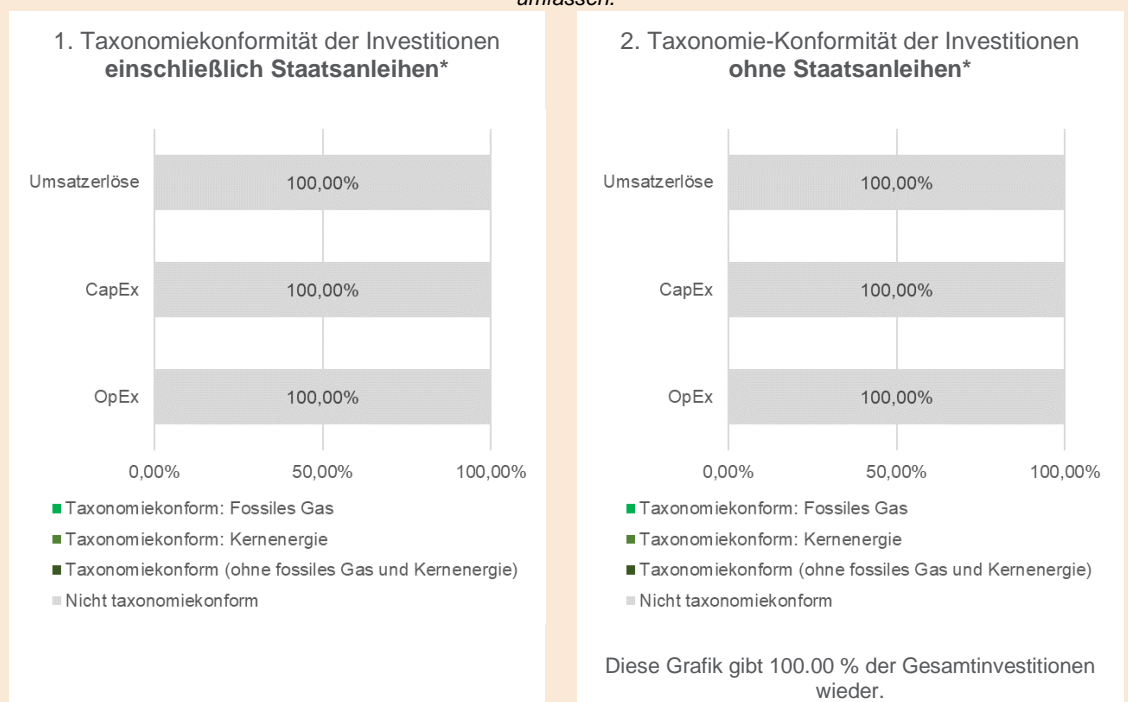 umfassen.
1. Taxonomiekonformität der Investitionen
einschließlich Staatsanleihen*
Umsatzerlöse
100,00%
CapEx
100,00%
OpEx
100,00%
0,00%
50,00%
100,00%
Taxonomiekonform: Fossiles Gas
Taxonomiekonform: Kernenergie
Taxonomiekonform (ohne fossiles Gas und Kernenergie)
Nicht taxonomiekonform
2. Taxonomie-Konformität der Investitionen
ohne Staatsanleihen*
Umsatzerlöse
100,00%
CapEx
100,00%
OpEx
100,00%
0,00%
50,00%
100,00%
Taxonomiekonform: Fossiles Gas
Taxonomiekonform: Kernenergie
Taxonomiekonform (ohne fossiles Gas und Kernenergie)
Nicht taxonomiekonform
Diese Grafik gibt 100.00 % der Gesamtinvestitionen
wieder.